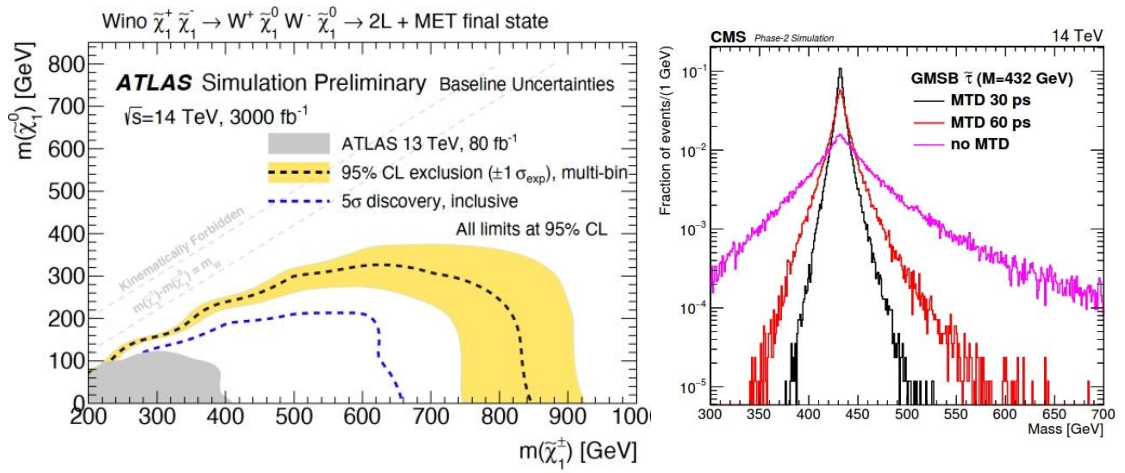 Wino χ̃₁⁺ χ̃₁⁻ → W⁺ χ̃₁⁰ W⁻ χ̃₁⁰ → 2L + MET final state
m(χ̃₁⁰) [GeV]
800
700
600
500
400
300
200
100
0
ATLAS Simulation Preliminary Baseline Uncertainties
√s=14 TeV, 3000 fb⁻¹
ATLAS 13 TeV, 80 fb⁻¹
95% CL exclusion (±1 σ_exp), multi-bin
5σ discovery, inclusive
All limits at 95% CL
Kinematically Forbidden
m(χ̃₁±)-m(χ̃₁⁰) = m_W
200 300 400 500 600 700 800 900 1000
m(χ̃₁±) [GeV]
CMS Phase-2 Simulation 14 TeV
Fraction of events/(1 GeV)
10⁻¹
10⁻²
10⁻³
10⁻⁴
10⁻⁵
GMSB τ̃ (M=432 GeV)
MTD 30 ps
MTD 60 ps
no MTD
300 350 400 450 500 550 600 650 700
Mass [GeV]